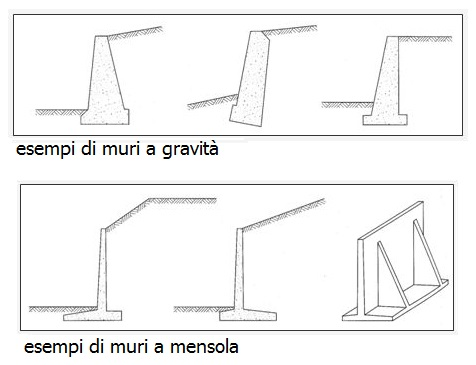 esempi di muri a gravità
esempi di muri a mensola